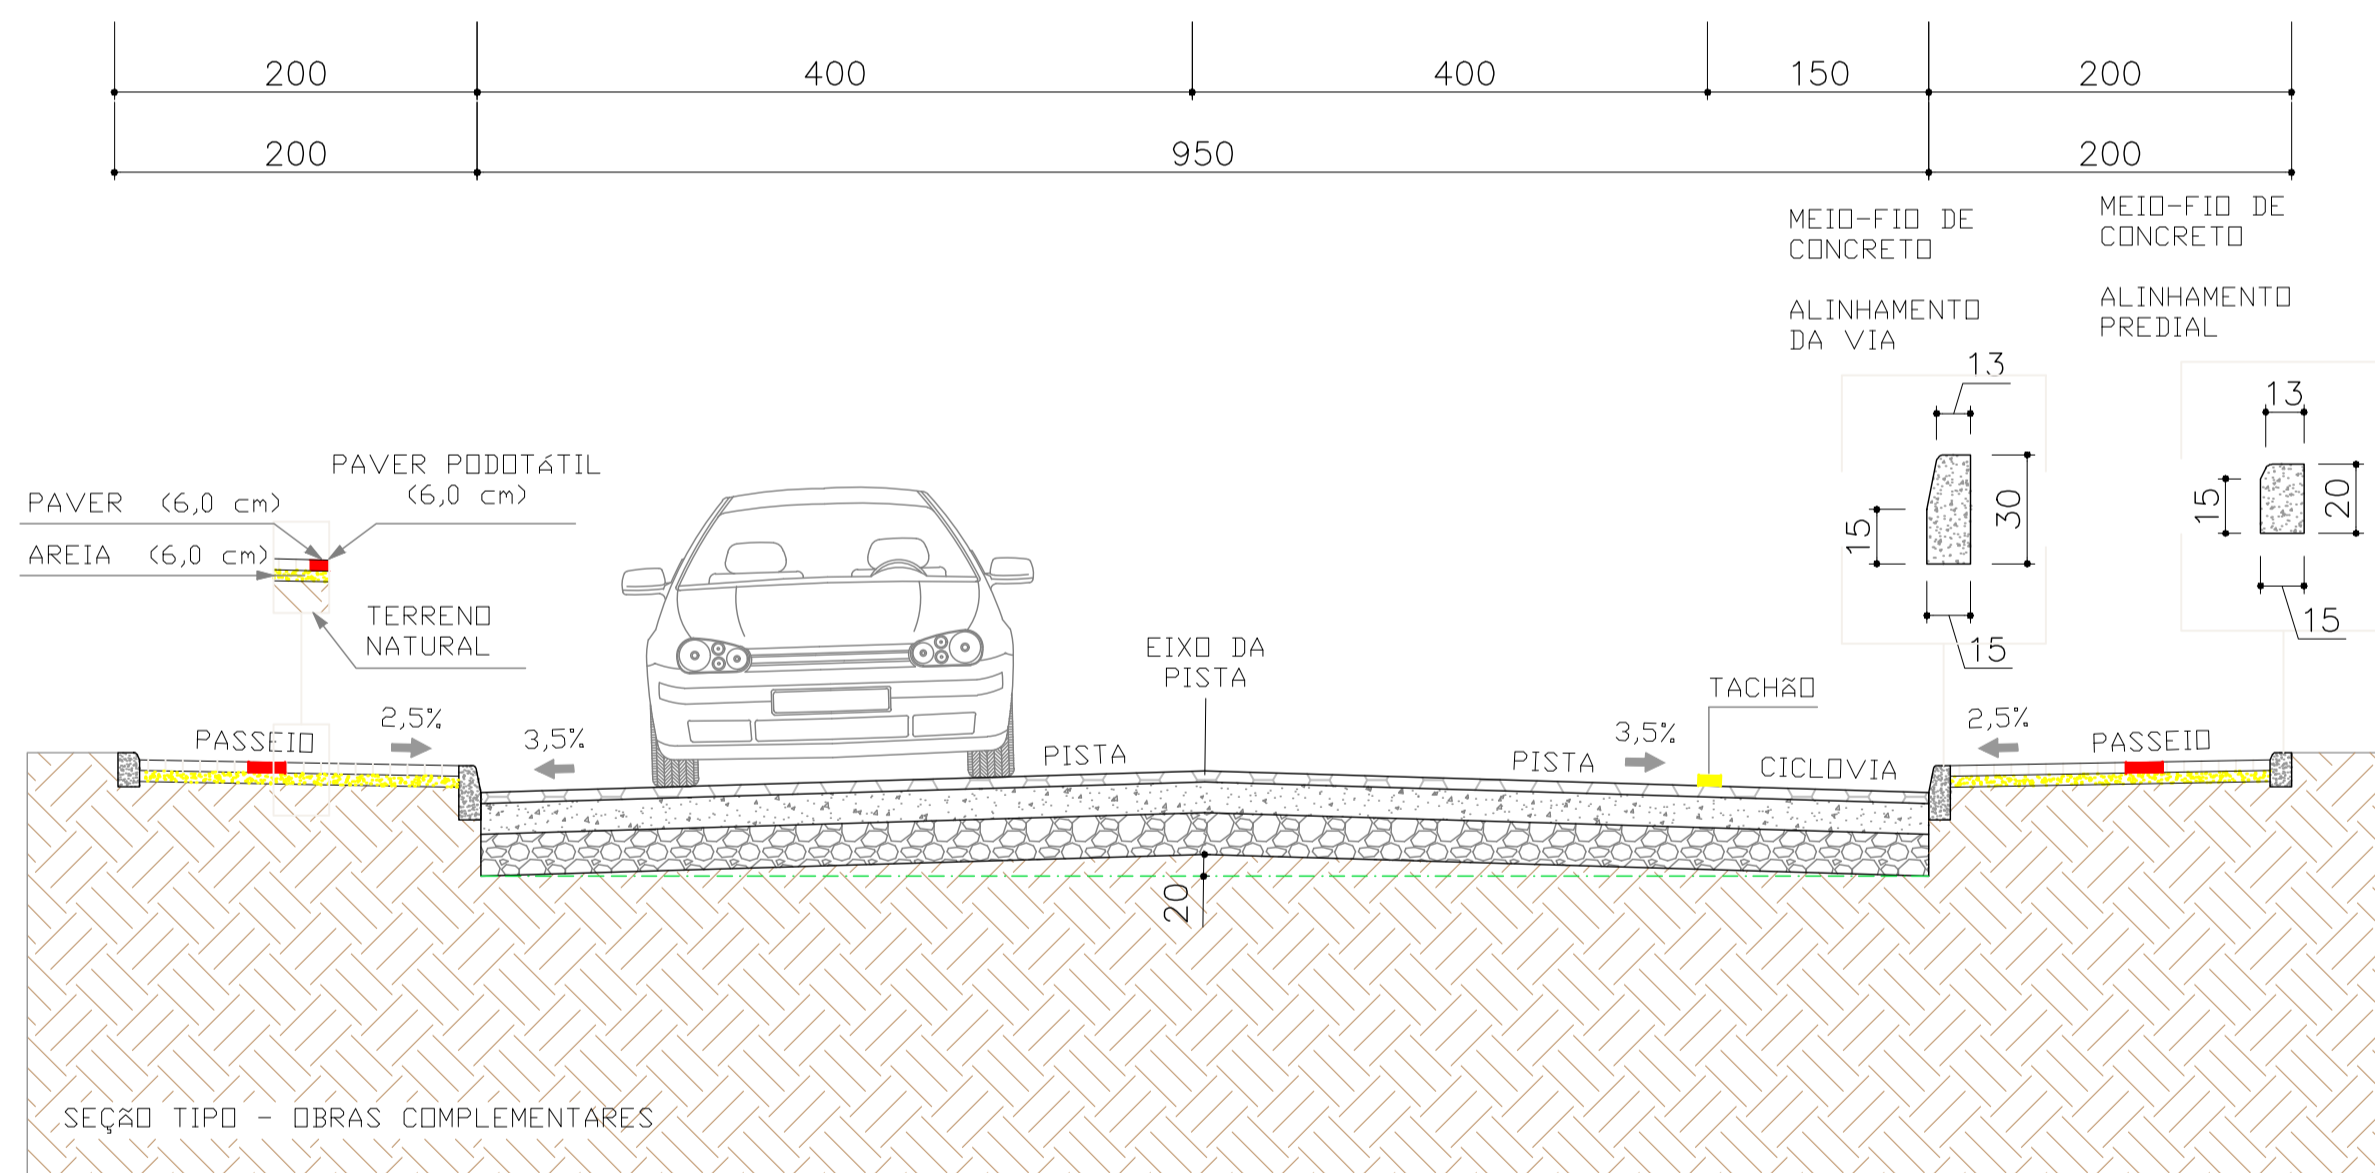 200 400 400 150 200
200 950 200
MEIO-FIO DE
CONCRETO
ALINHAMENTO
DA VIA
MEIO-FIO DE
CONCRETO
ALINHAMENTO
PREDIAL
13
30
15
15
13
20
15
15
PAVER (6,0 cm)
PAVER PODOTáTIL
(6,0 cm)
AREIA (6,0 cm)
TERRENO
NATURAL
EIXO DA
PISTA
TACHãO
PASSEIO
2,5%
3,5%
PISTA
PISTA
3,5%
CICLOVIA
2,5%
PASSEIO
20
SEÇãO TIPO - OBRAS COMPLEMENTARES